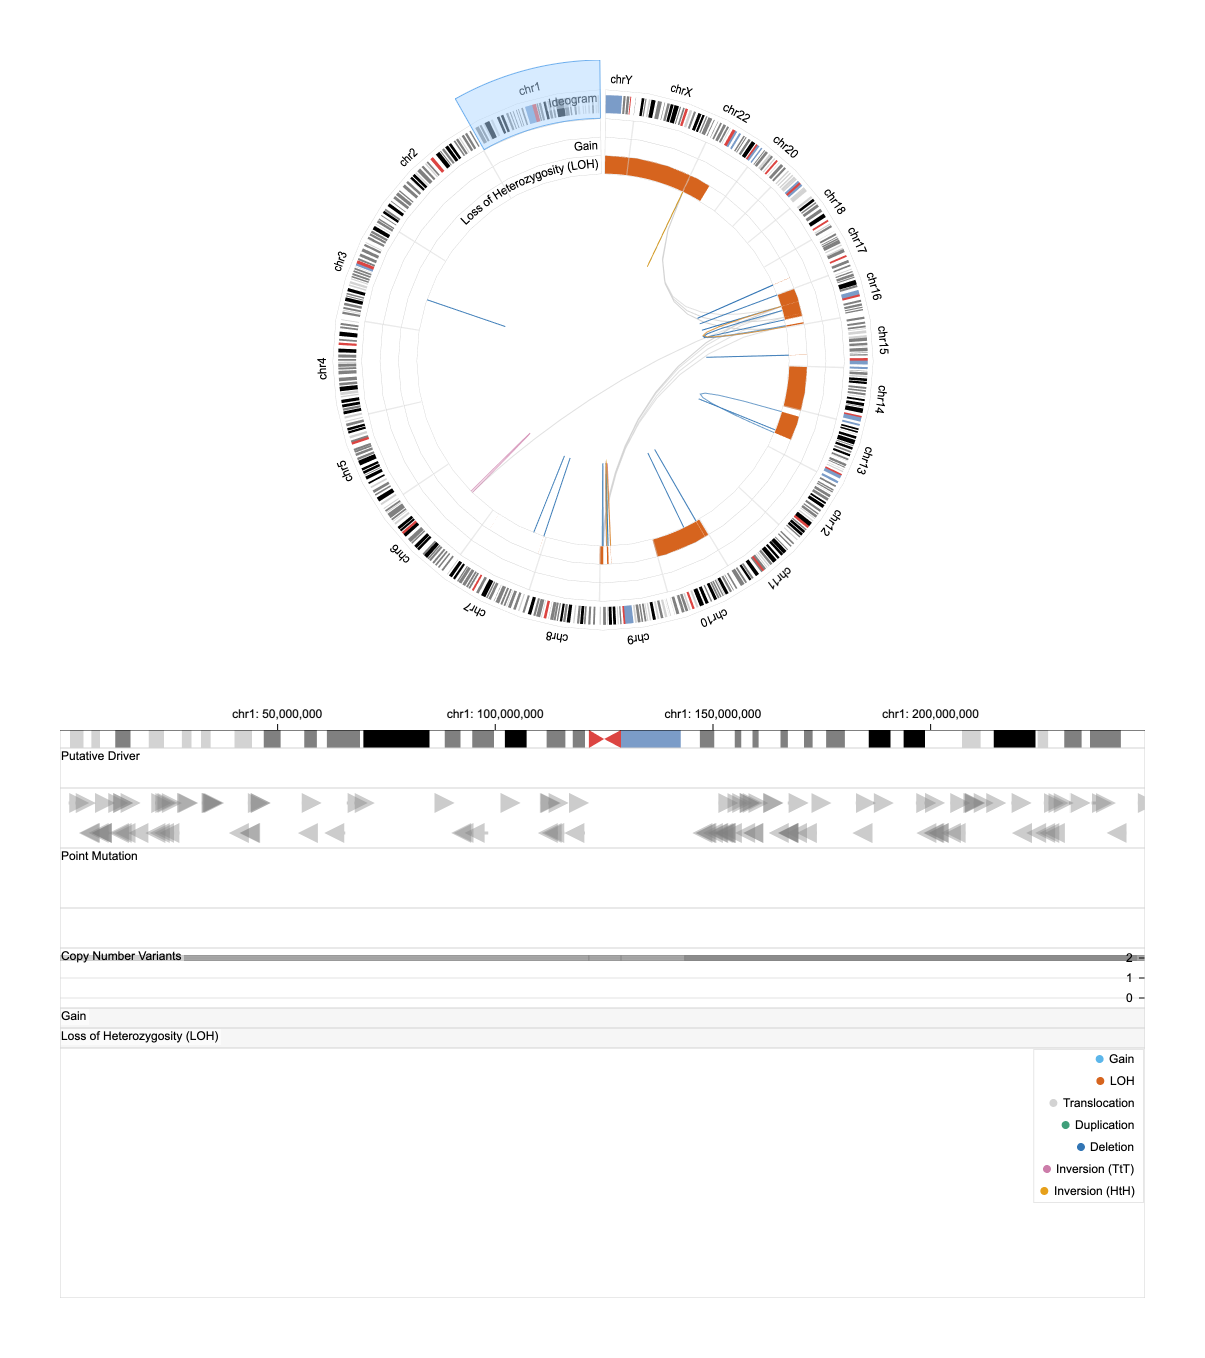 chr1
Ideogram
Gain
Loss of Heterozygosity (LOH)
chrY
chrX
chr22
chr20
chr18
chr17
chr16
chr15
chr14
chr13
chr12
chr11
chr10
chr9
chr8
chr7
chr6
chr5
chr4
chr3
chr2
chr1: 50,000,000 chr1: 100,000,000 chr1: 150,000,000 chr1: 200,000,000
Putative Driver
Point Mutation
Copy Number Variants
2
1
0
Gain
Loss of Heterozygosity (LOH)
Gain
LOH
Translocation
Duplication
Deletion
Inversion (TtT)
Inversion (HtH)